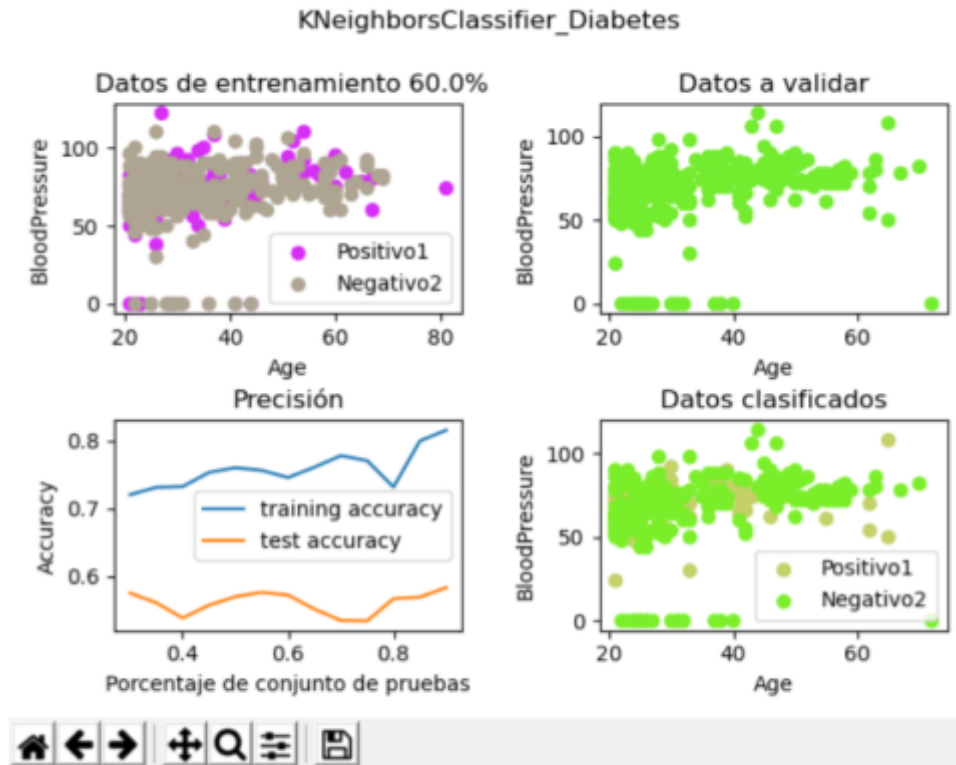 KNeighborsClassifier_Diabetes
Datos de entrenamiento 60.0%
BloodPressure
100
50
0
Positivo1
Negativo2
20 40 60 80
Age
Datos a validar
BloodPressure
100
50
0
20 40 60
Age
Precisión
Accuracy
0.8
0.7
0.6
training accuracy
test accuracy
0.4 0.6 0.8
Porcentaje de conjunto de pruebas
Datos clasificados
BloodPressure
100
50
0
Positivo1
Negativo2
20 40 60
Age